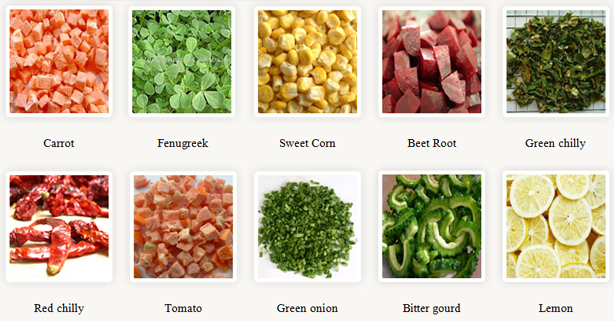 Carrot
Fenugreek
Sweet Corn
Beet Root
Green chilly
Red chilly
Tomato
Green onion
Bitter gourd
Lemon